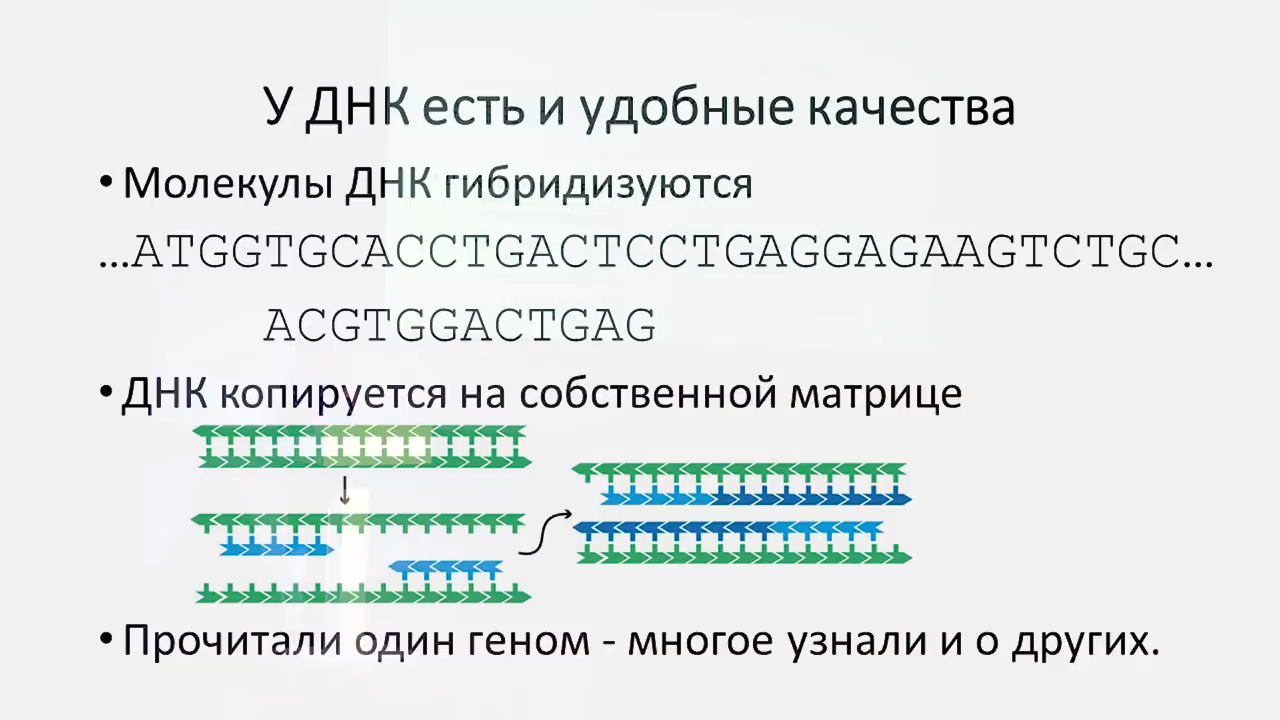 У ДНК есть и удобные качества
• Молекулы ДНК гибридизуются
...ATGGTGCACCTGACTCCTGAGGAGAAGTCTGC...
ACGTGGACTGAG
• ДНК копируется на собственной матрице
• Прочитали один геном - многое узнали и о других.